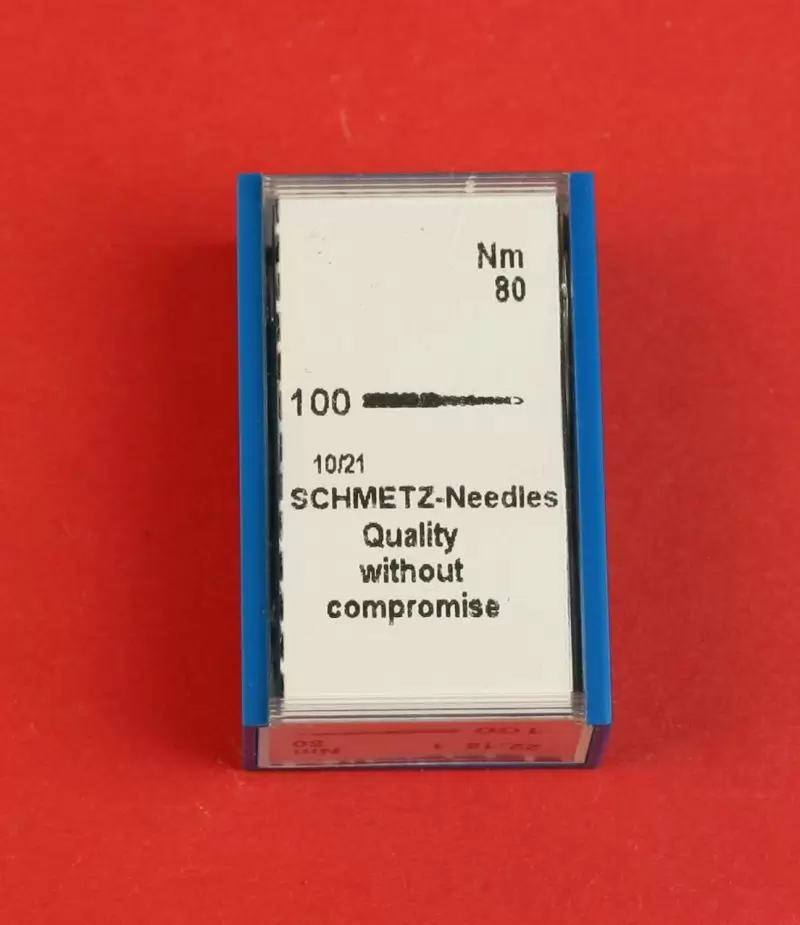 Nm
80
100
10/21
SCHMETZ-Needles
Quality
without
compromise